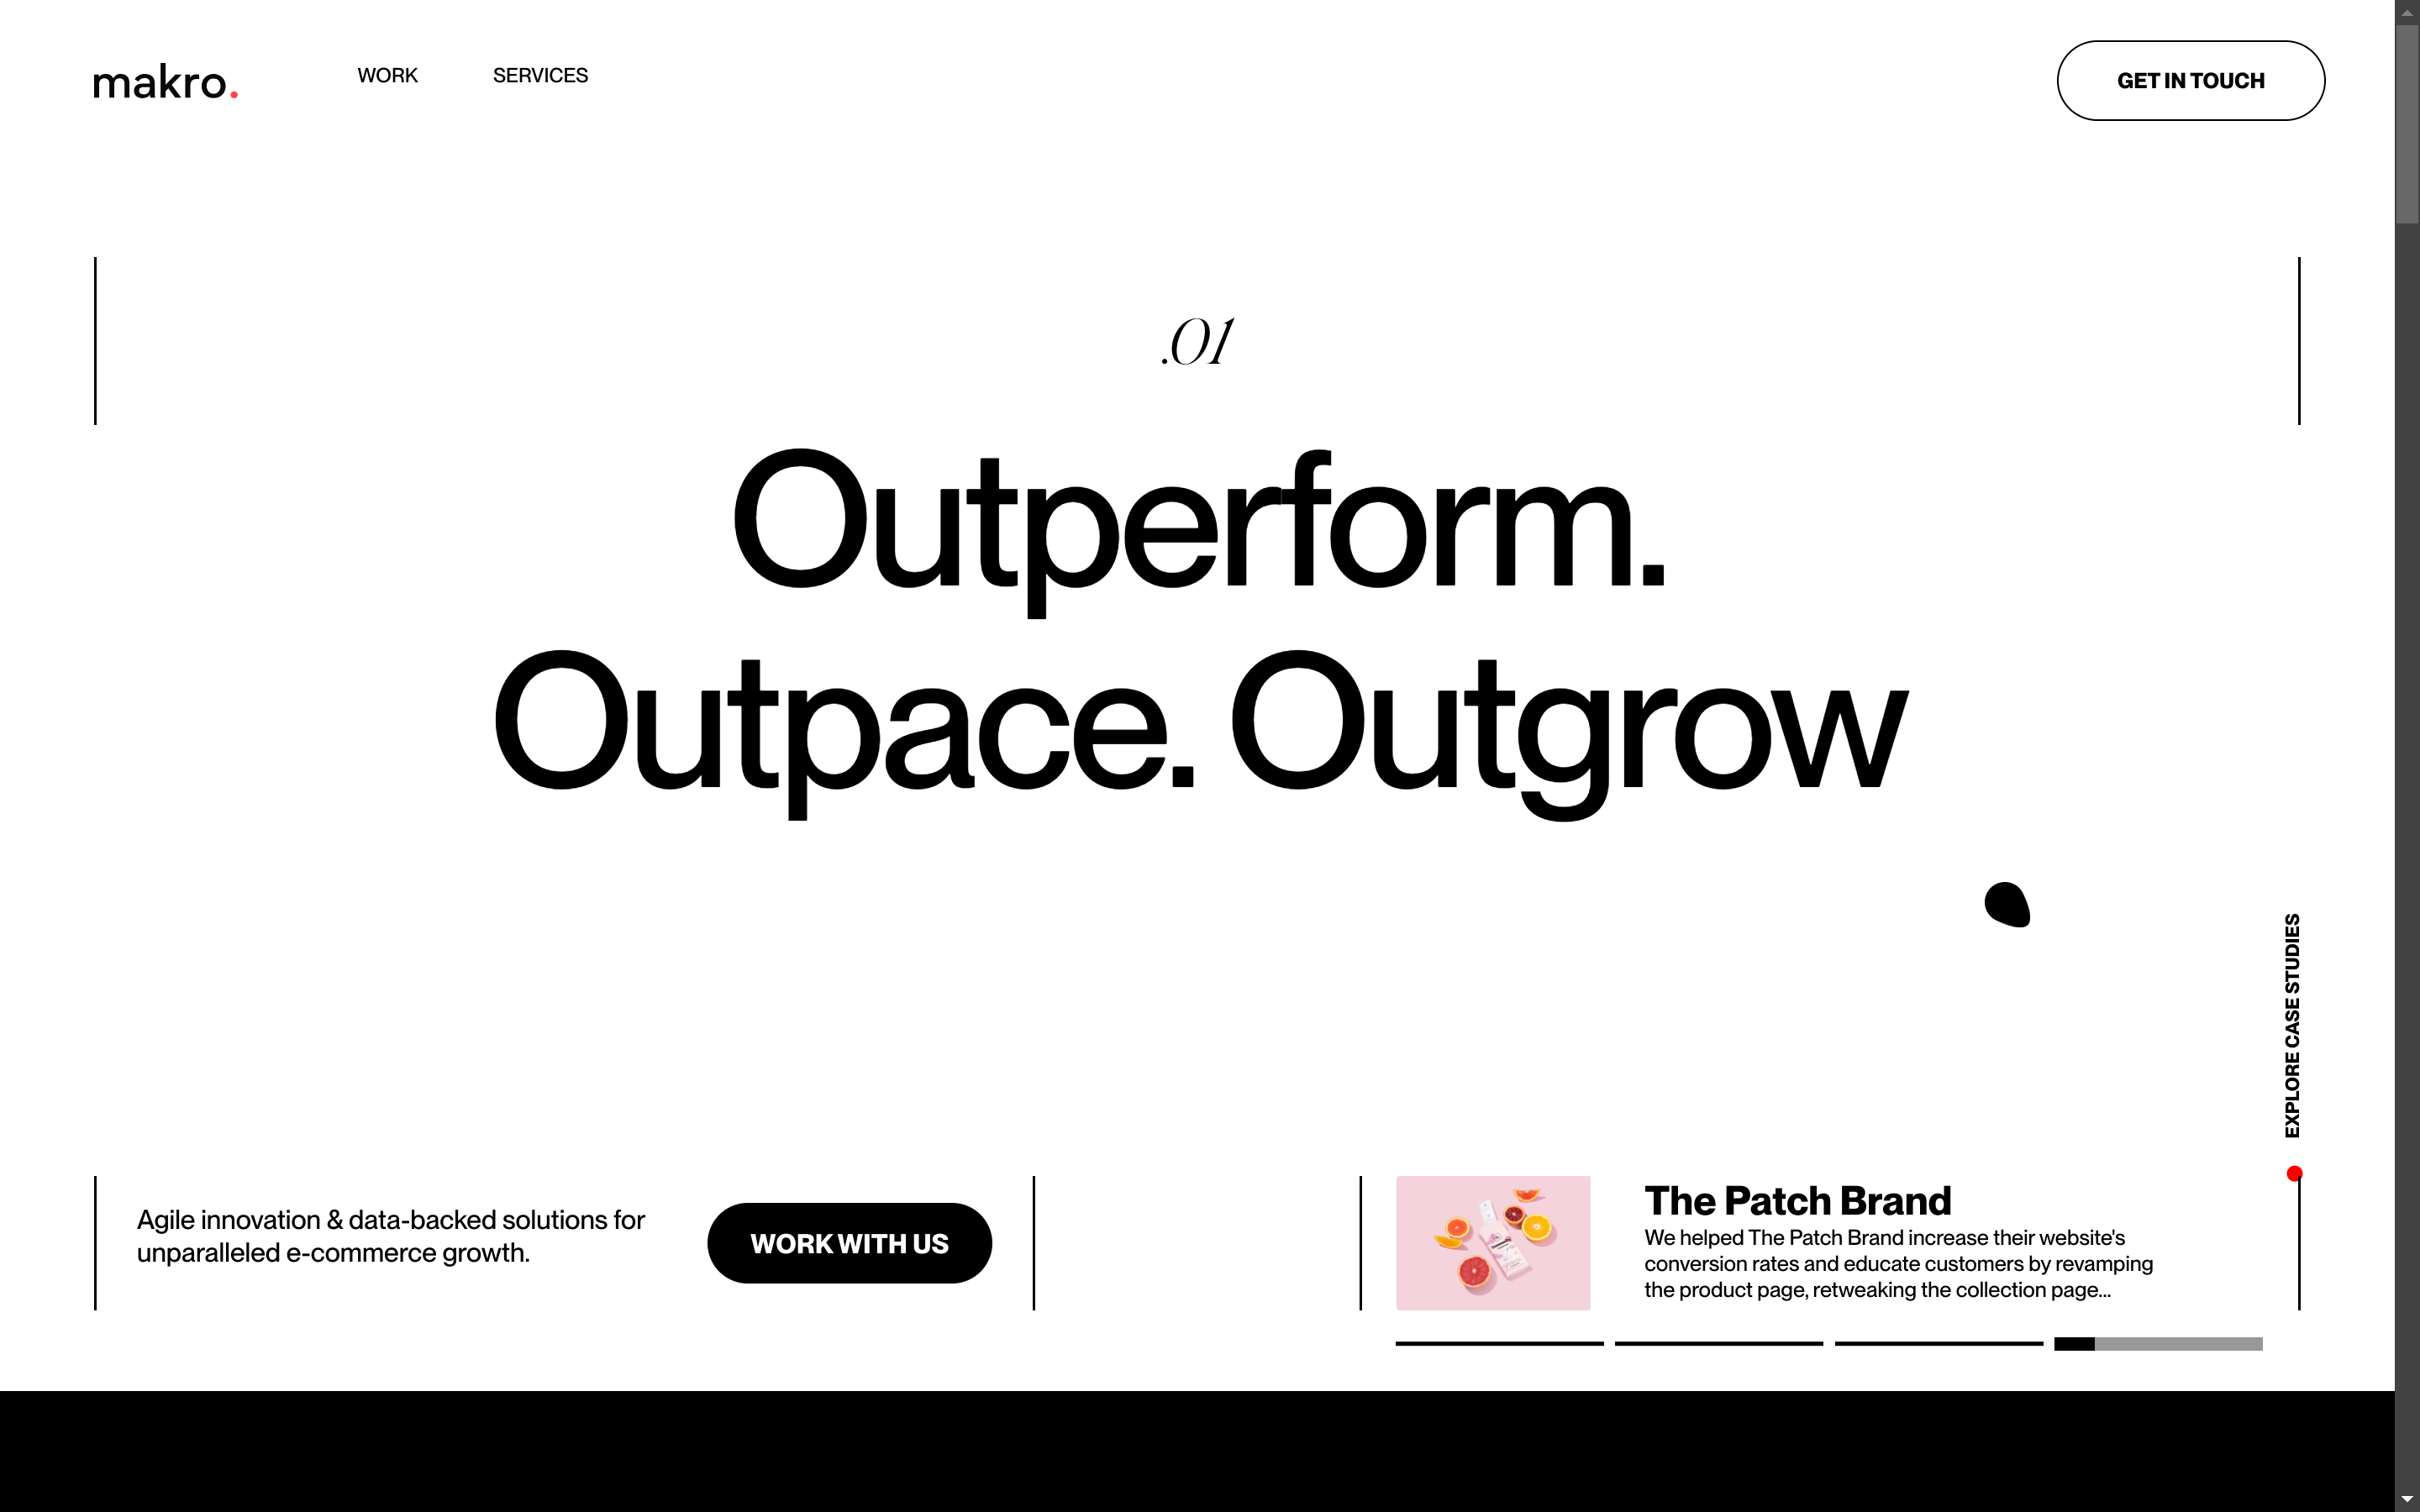 makro.
WORK
SERVICES
GET IN TOUCH
.01
Outperform.
Outpace. Outgrow
EXPLORE CASE STUDIES
Agile innovation & data-backed solutions for
unparalleled e-commerce growth.
WORK WITH US
The Patch Brand
We helped The Patch Brand increase their website's
conversion rates and educate customers by revamping
the product page, retweaking the collection page...